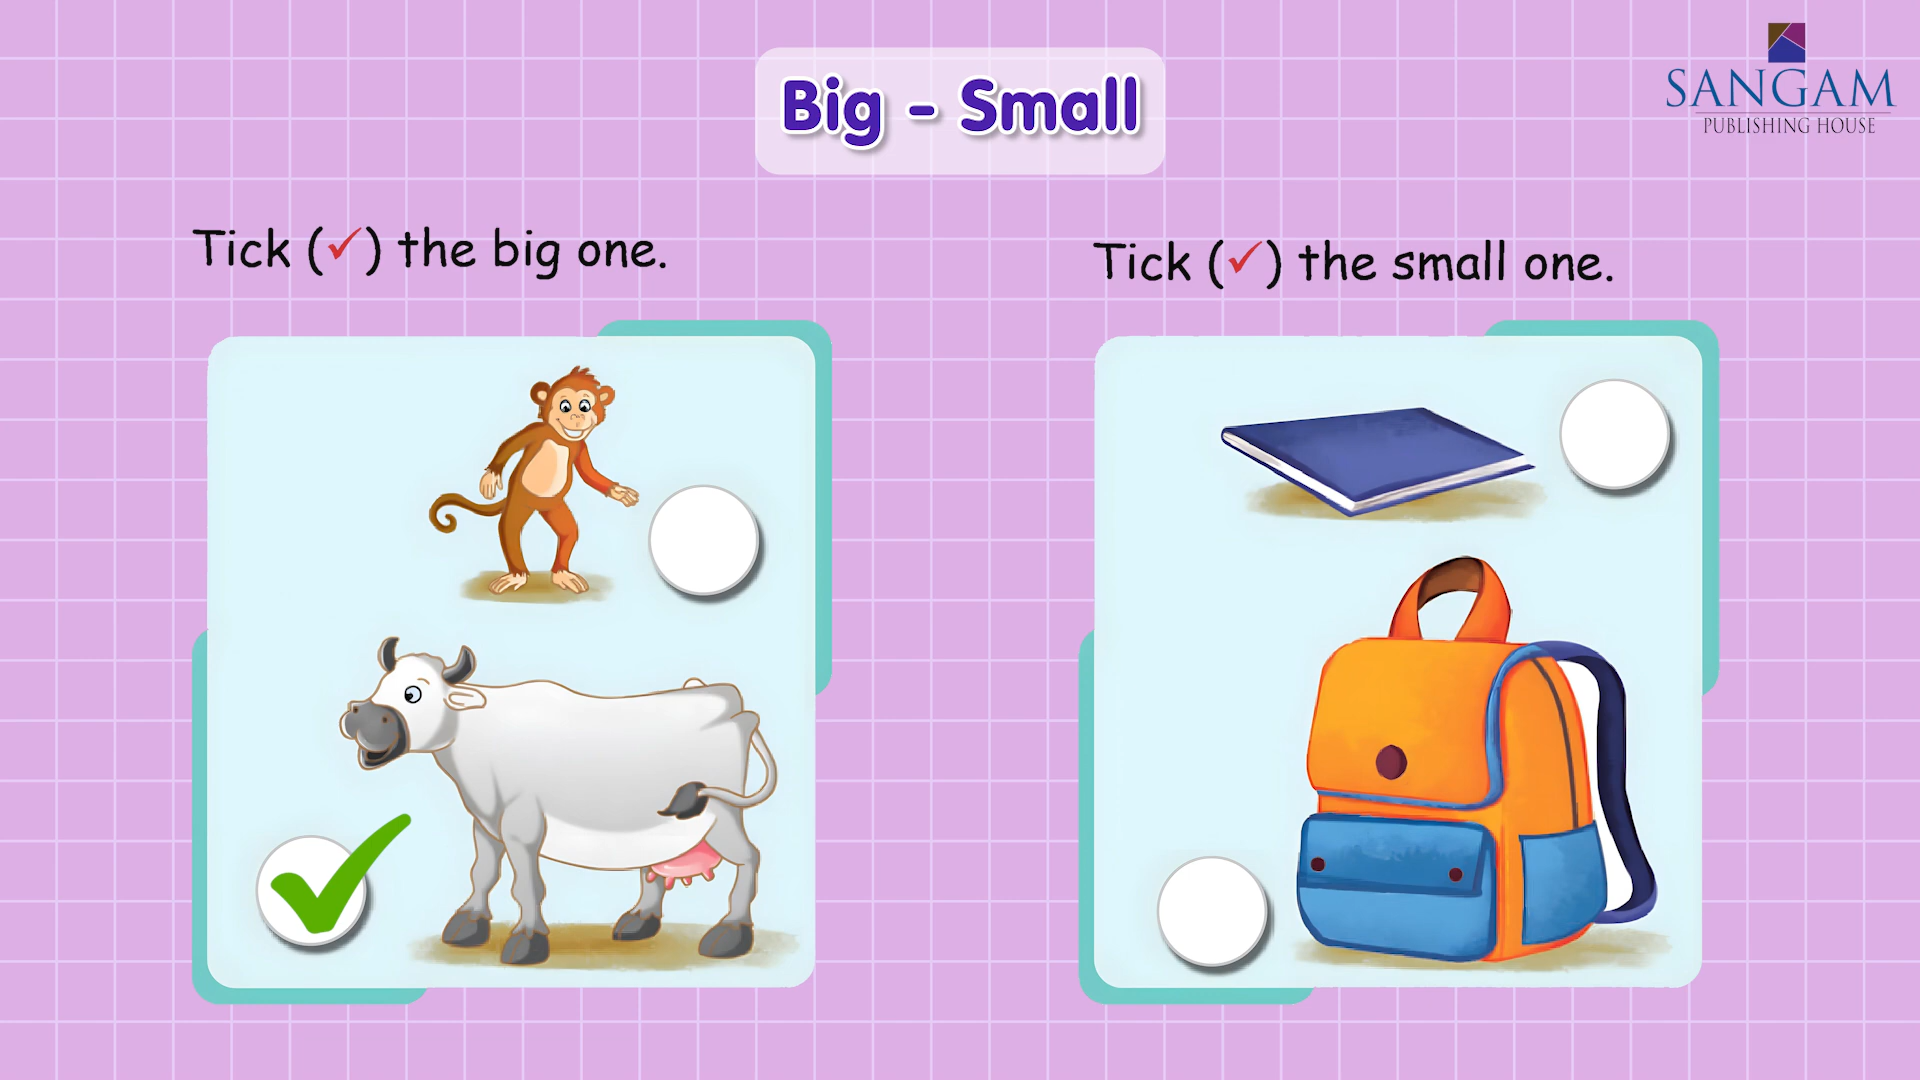 Big - Small
SANGAM
PUBLISHING HOUSE
Tick (✓) the big one.
Tick (✓) the small one.